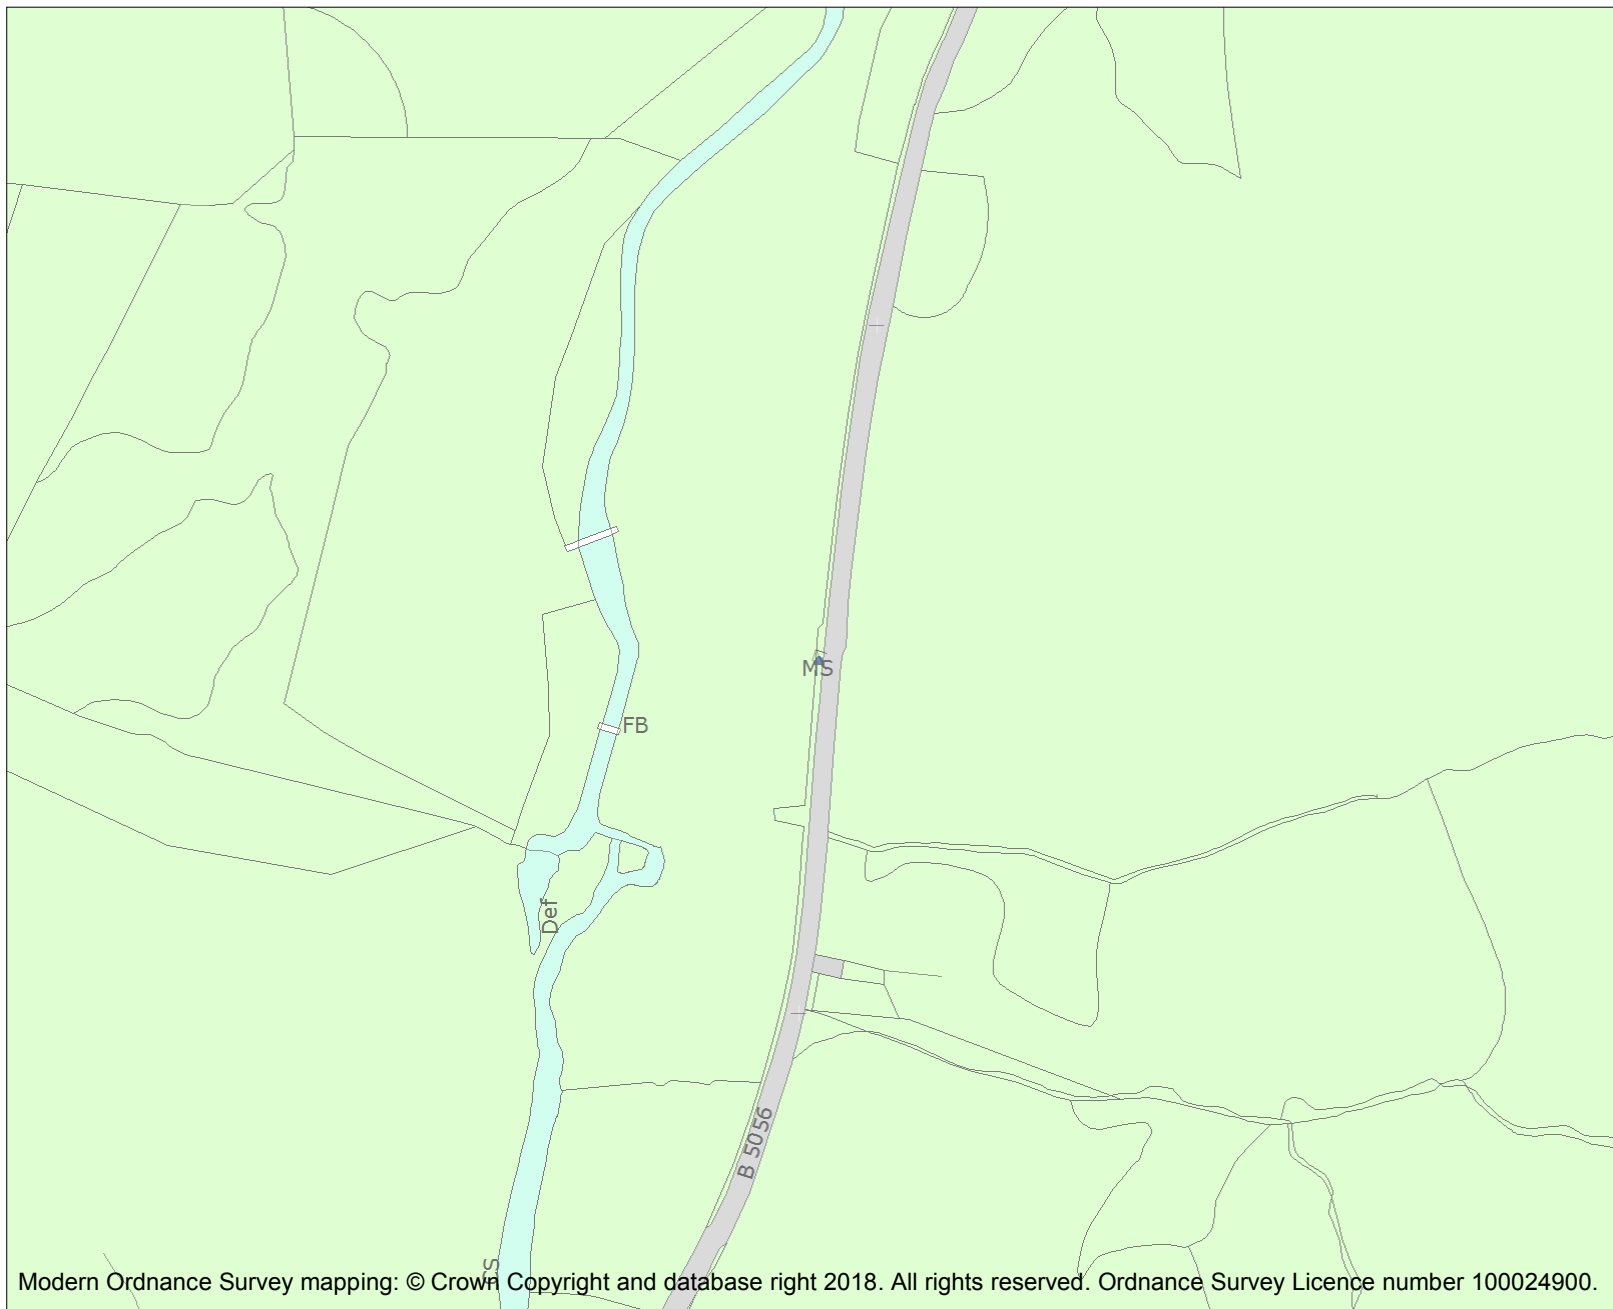 MS
FB
Def
B 5056
CS
Modern Ordnance Survey mapping: © Crown Copyright and database right 2018. All rights reserved. Ordnance Survey Licence number 100024900.